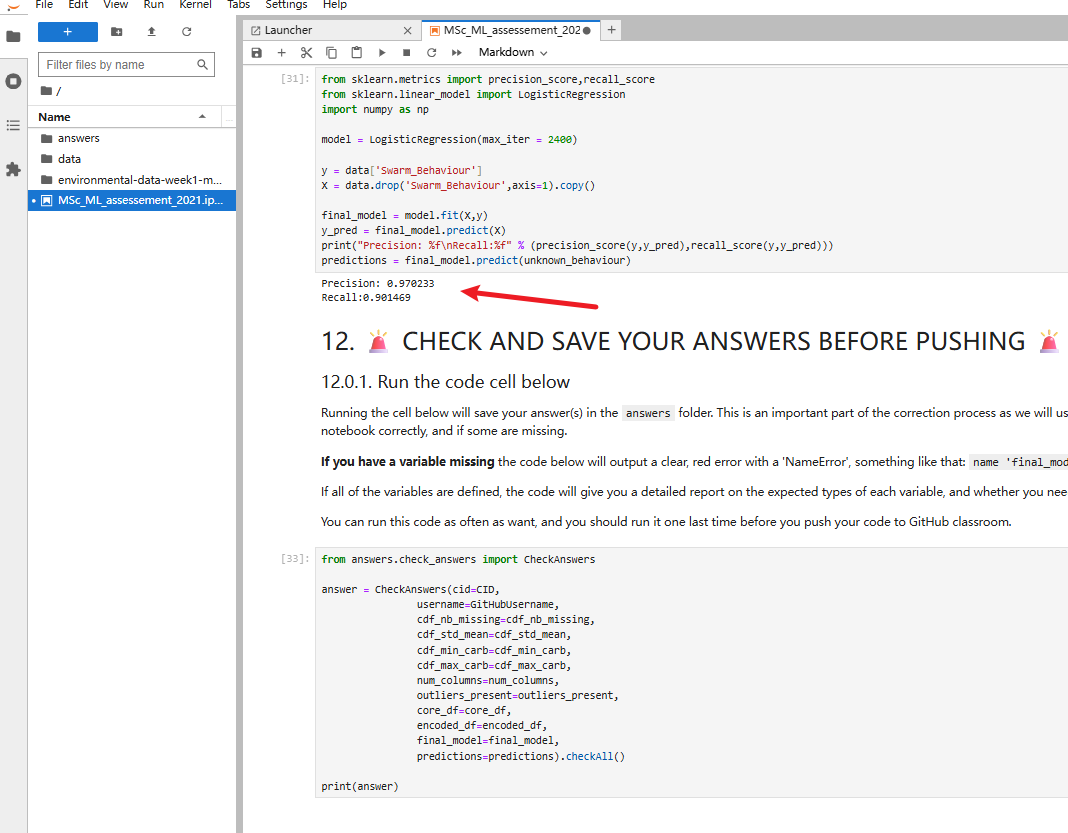 File Edit View Run Kernel Tabs Settings Help
Launcher
MSc_ML_assessement_202
Markdown
Filter files by name
/
Name
answers
data
environmental-data-week1-m...
MSc_ML_assessement_2021.ip...
[31]:
from sklearn.metrics import precision_score,recall_score
from sklearn.linear_model import LogisticRegression
import numpy as np
model = LogisticRegression(max_iter = 2400)
y = data['Swarm_Behaviour']
X = data.drop('Swarm_Behaviour',axis=1).copy()
final_model = model.fit(X,y)
y_pred = final_model.predict(X)
print("Precision: %f\nRecall:%f" % (precision_score(y,y_pred),recall_score(y,y_pred)))
predictions = final_model.predict(unknown_behaviour)
Precision: 0.970233
Recall:0.901469
12. 🚨 CHECK AND SAVE YOUR ANSWERS BEFORE PUSHING 🚨
12.0.1. Run the code cell below
Running the cell below will save your answer(s) in the answers folder. This is an important part of the correction process as we will us
notebook correctly, and if some are missing.
If you have a variable missing the code below will output a clear, red error with a 'NameError', something like that: name 'final_mod
If all of the variables are defined, the code will give you a detailed report on the expected types of each variable, and whether you nee
You can run this code as often as want, and you should run it one last time before you push your code to GitHub classroom.
[33]:
from answers.check_answers import CheckAnswers
answer = CheckAnswers(cid=CID,
username=GitHubUsername,
cdf_nb_missing=cdf_nb_missing,
cdf_std_mean=cdf_std_mean,
cdf_min_carb=cdf_min_carb,
cdf_max_carb=cdf_max_carb,
num_columns=num_columns,
outliers_present=outliers_present,
core_df=core_df,
encoded_df=encoded_df,
final_model=final_model,
predictions=predictions).checkAll()
print(answer)